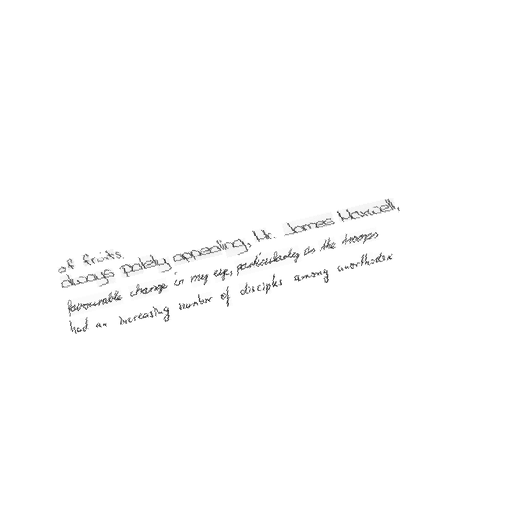 of fruits.
always palely appealing, Mr. James Maxwell,
favourable change in my eye, particularly as the troops
had an increasing number of disciples among unorthodox